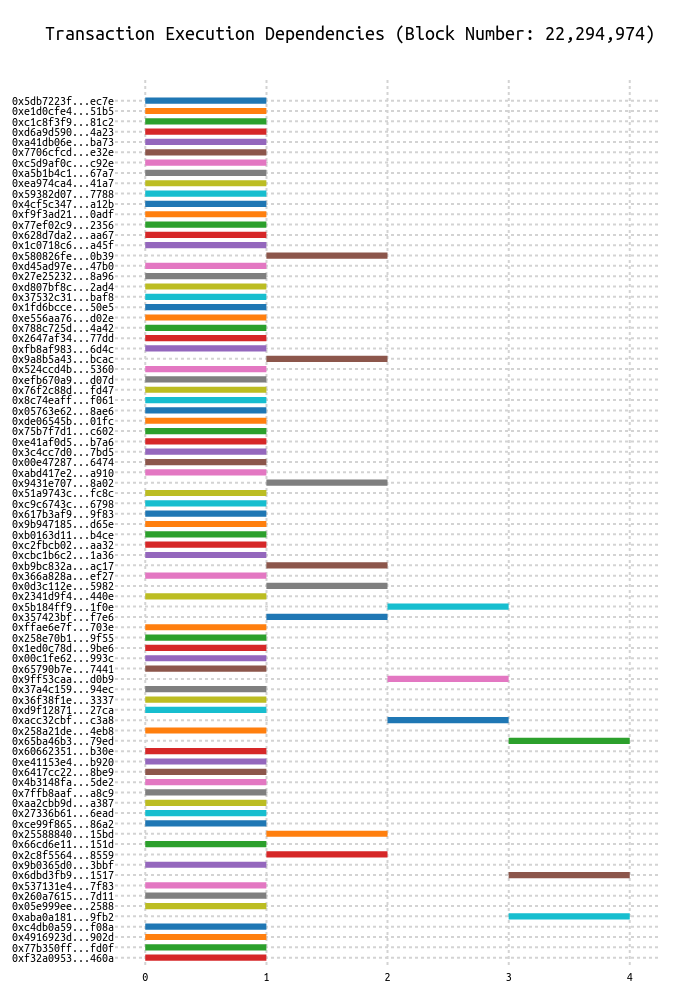 Transaction Execution Dependencies (Block Number: 22,294,974)
0x5db7223f...ec7e
0xe1d0cfe4...51b5
0xc1c8f3f9...81c2
0xd6a9d590...4a23
0xa41db06e...ba73
0x7706cfcd...e32e
0xc5d9af0c...c92e
0xa5b1b4c1...67a7
0xea974ca4...41a7
0x59382d07...7788
0x4cf5c347...a12b
0xf9f3ad21...0adf
0x77ef02c9...2356
0x628d7da2...aa67
0x1c0718c6...a45f
0x580826fe...0b39
0xd45ad97e...47b0
0x27e25232...8a96
0xd807bf8c...2ad4
0x37532c31...baf8
0x1fd6bcce...50e5
0xe556aa76...d02e
0x788c725d...4a42
0x2647af34...77dd
0xfb8af983...6d4c
0x9a8b5a43...bcac
0x524ccd4b...5360
0xefb670a9...d07d
0x76f2c88d...fd47
0x8c74eaff...f061
0x05763e62...8ae6
0xde06545b...01fc
0x75b7f7d1...c602
0xe41af0d5...b7a6
0x3c4cc7d0...7bd5
0x00e47287...6474
0xabd417e2...a910
0x9431e707...8a02
0x51a9743c...fc8c
0xc9c6743c...6798
0x617b3af9...9f83
0x9b947185...d65e
0xb0163d11...b4ce
0xc2fbcb02...aa32
0xcbc1b6c2...1a36
0xb9bc832a...ac17
0x366a828a...ef27
0x0d3c112e...5982
0x2341d9f4...440e
0x5b184ff9...1f0e
0x357423bf...f7e6
0xffae6e7f...703e
0x258e70b1...9f55
0x1ed0c78d...9be6
0x00c1fe62...993c
0x65790b7e...7441
0x9ff53caa...d0b9
0x37a4c159...94ec
0x36f38f1e...3337
0xd9f12871...27ca
0xacc32cbf...c3a8
0x258a21de...4eb8
0x65ba46b3...79ed
0x60662351...b30e
0xe41153e4...b920
0x6417cc22...8be9
0x4b3148fa...5de2
0x7ffb8aaf...a8c9
0xaa2cbb9d...a387
0x27336b61...6ead
0xce99f865...86a2
0x25588840...15bd
0x66cd6e11...151d
0x2c8f5564...8559
0x9b0365d0...3bbf
0x6dbd3fb9...1517
0x537131e4...7f83
0x260a7615...7d11
0x05e999ee...2588
0xaba0a181...9fb2
0xc4db0a59...f08a
0x4916923d...902d
0x77b350ff...fd0f
0xf32a0953...460a
0 1 2 3 4